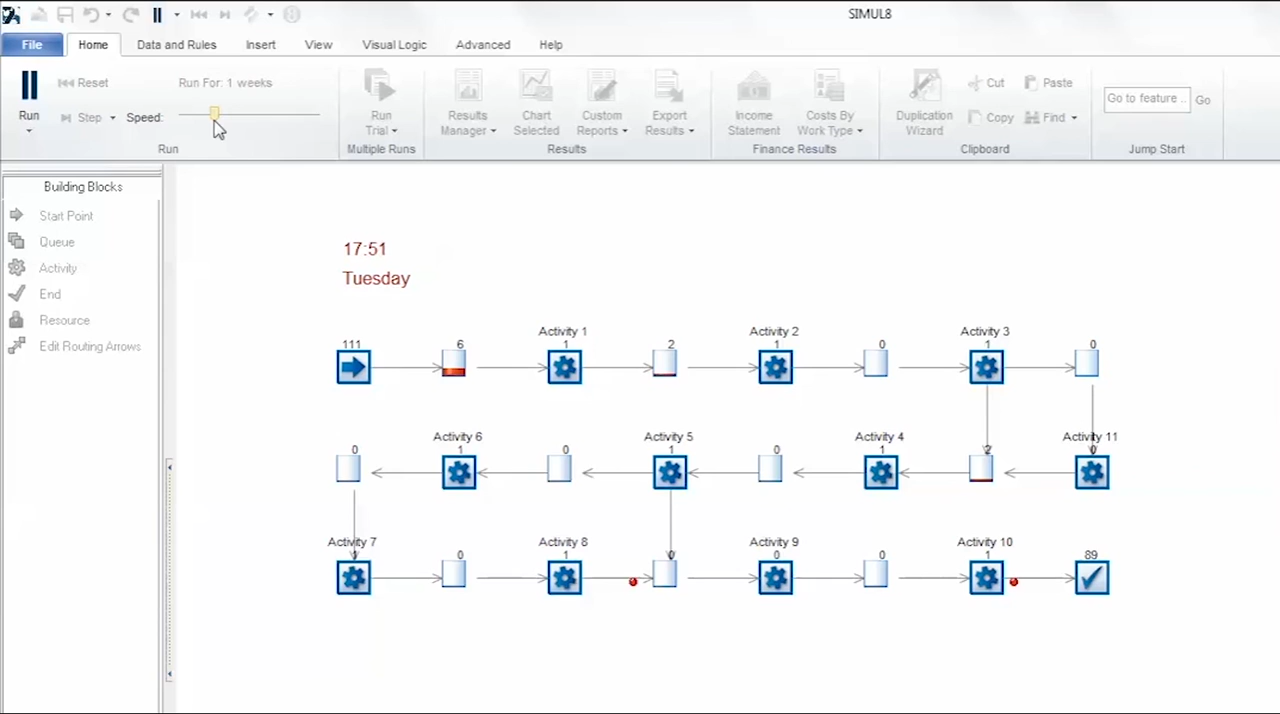 SIMUL8
File Home Data and Rules Insert View Visual Logic Advanced Help
Run
Reset
Step
Run For: 1 weeks
Speed:
Run
Run Trial
Multiple Runs
Results Manager
Chart Selected
Custom Reports
Export Results
Results
Income Statement
Costs By Work Type
Finance Results
Duplication Wizard
Cut
Copy
Paste
Find
Clipboard
Go to feature ..
Go
Jump Start
Building Blocks
Start Point
Queue
Activity
End
Resource
Edit Routing Arrows
17:51
Tuesday
Activity 1 Activity 2 Activity 3
111 6 1 2 1 0 1 0
Activity 6 Activity 5 Activity 4 Activity 11
0 1 0 1 0 1 2 0
Activity 7 Activity 8 Activity 9 Activity 10
0 1 0 0 0 1 89